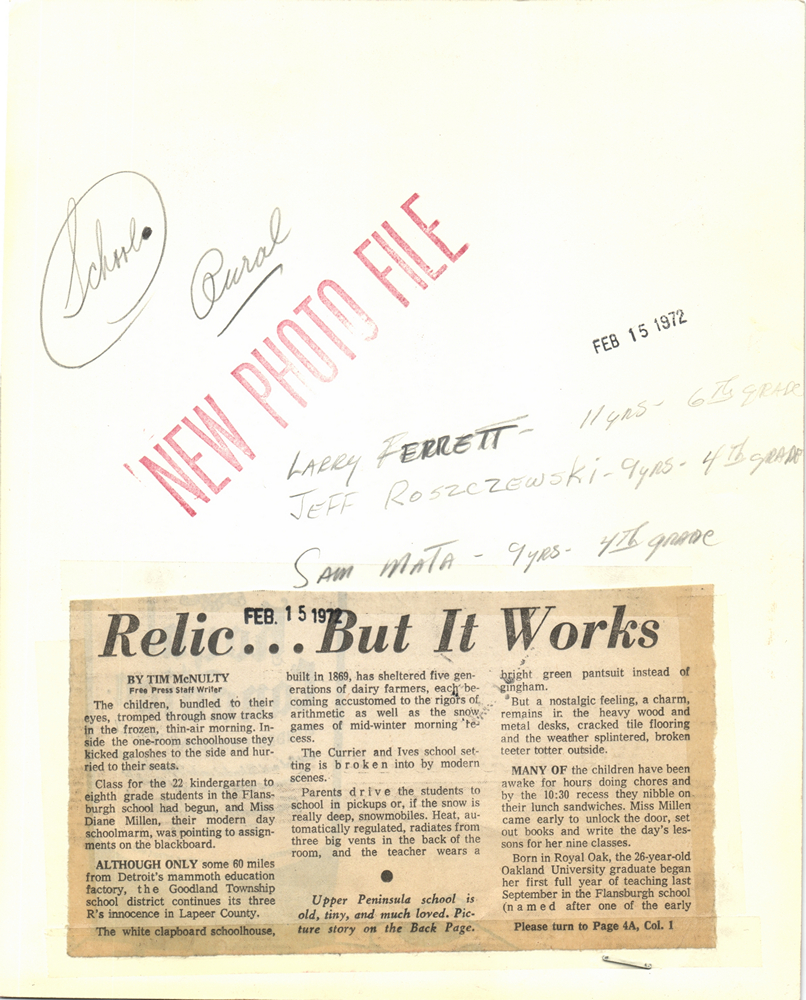 Schools
Rural
NEW PHOTO FILE
FEB 15 1972
LARRY FERRETT - 11 yrs - 6Th GRADE
JEFF ROSZCZEWSKI - 9yrs - 4Th GRADE
SAM MATA - 9yrs - 4Th grade
FEB. 15 1972
Relic...But It Works
BY TIM McNULTY
Free Press Staff Writer
The children, bundled to their
eyes, tromped through snow tracks
in the frozen, thin-air morning. In-
side the one-room schoolhouse they
kicked galoshes to the side and hur-
ried to their seats.
Class for the 22 kindergarten to
eighth grade students in the Flans-
burgh school had begun, and Miss
Diane Millen, their modern day
schoolmarm, was pointing to assign-
ments on the blackboard.
ALTHOUGH ONLY some 60 miles
from Detroit's mammoth education
factory, the Goodland Township
school district continues its three
R's innocence in Lapeer County.
The white clapboard schoolhouse,
built in 1869, has sheltered five gen-
erations of dairy farmers, each be-
coming accustomed to the rigors of
arithmetic as well as the snow
games of mid-winter morning re-
cess.
The Currier and Ives school set-
ting is broken into by modern
scenes.
Parents drive the students to
school in pickups or, if the snow is
really deep, snowmobiles. Heat, au-
tomatically regulated, radiates from
three big vents in the back of the
room, and the teacher wears a
Upper Peninsula school is
old, tiny, and much loved. Pic-
ture story on the Back Page.
bright green pantsuit instead of
gingham.
But a nostalgic feeling, a charm,
remains in the heavy wood and
metal desks, cracked tile flooring
and the weather splintered, broken
teeter totter outside.
MANY OF the children have been
awake for hours doing chores and
by the 10:30 recess they nibble on
their lunch sandwiches. Miss Millen
came early to unlock the door, set
out books and write the day's les-
sons for her nine classes.
Born in Royal Oak, the 26-year-old
Oakland University graduate began
her first full year of teaching last
September in the Flansburgh school
(named after one of the early
Please turn to Page 4A, Col. 1